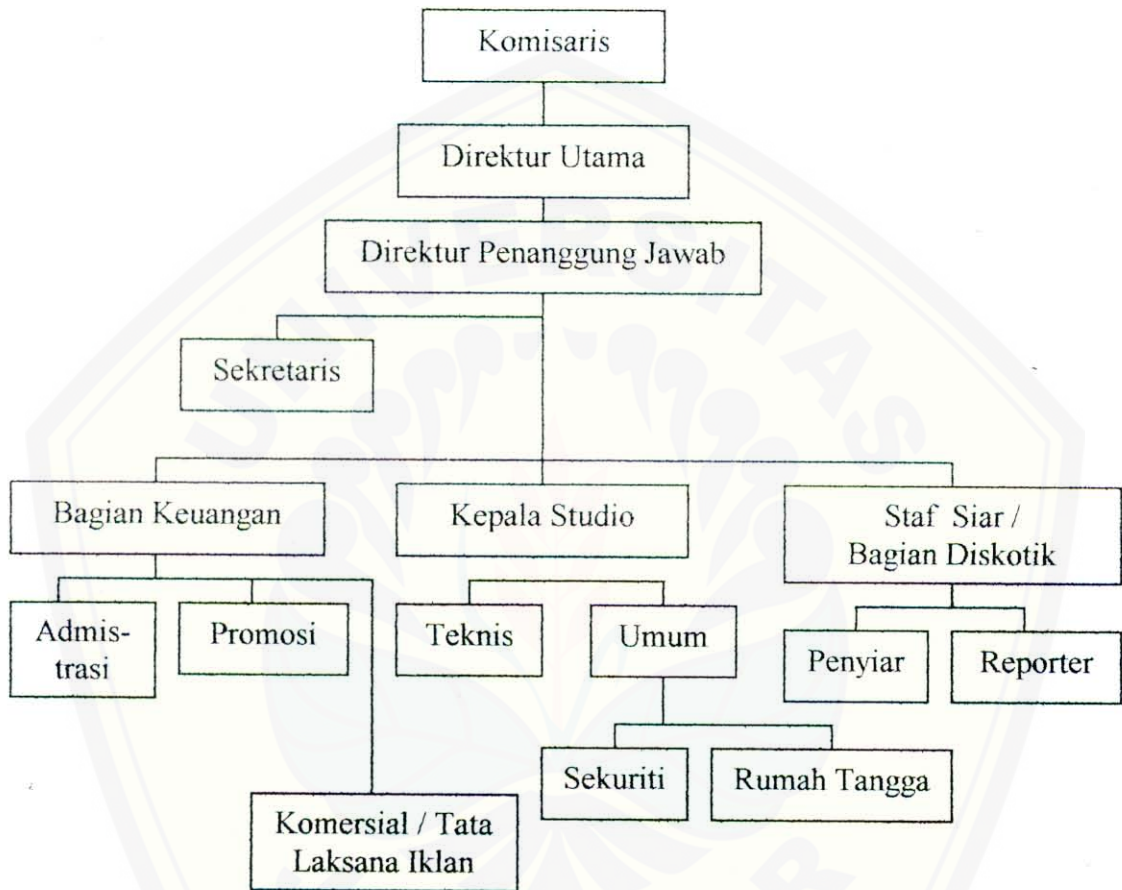 Komisaris
Direktur Utama
Direktur Penanggung Jawab
Sekretaris
Bagian Keuangan
Kepala Studio
Staf Siar /
Bagian Diskotik
Admis-
trasi
Promosi
Teknis
Umum
Penyiar
Reporter
Sekuriti
Rumah Tangga
Komersial / Tata
Laksana Iklan
UNIVERSITAS